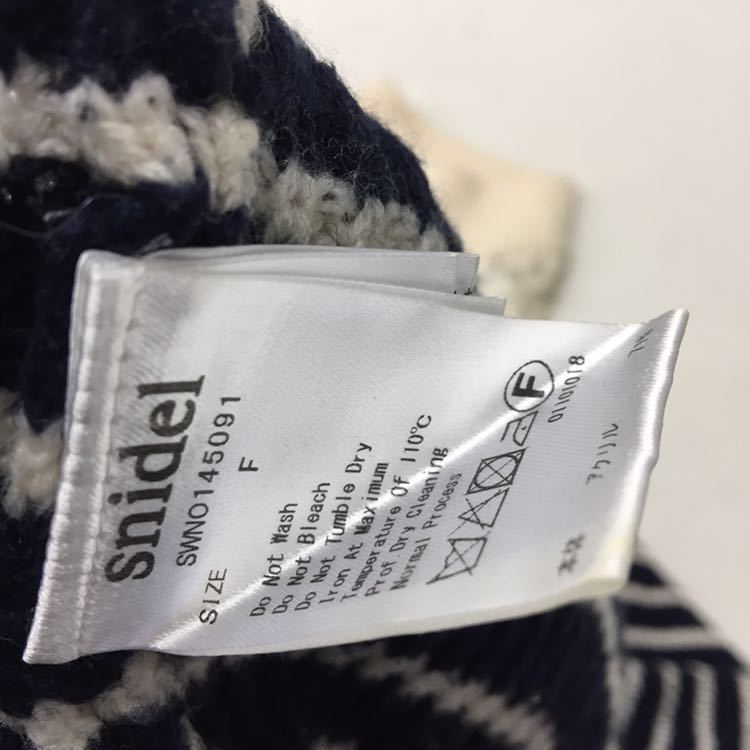 snidel
SWNO145091
SIZE F
Do Not Wash
Do Not Bleach
Do Not Tumble Dry
Iron At Maximum
Temperature Of 110℃
Prof.Dry Cleaning
Normal Process
F
01101018
アクリル